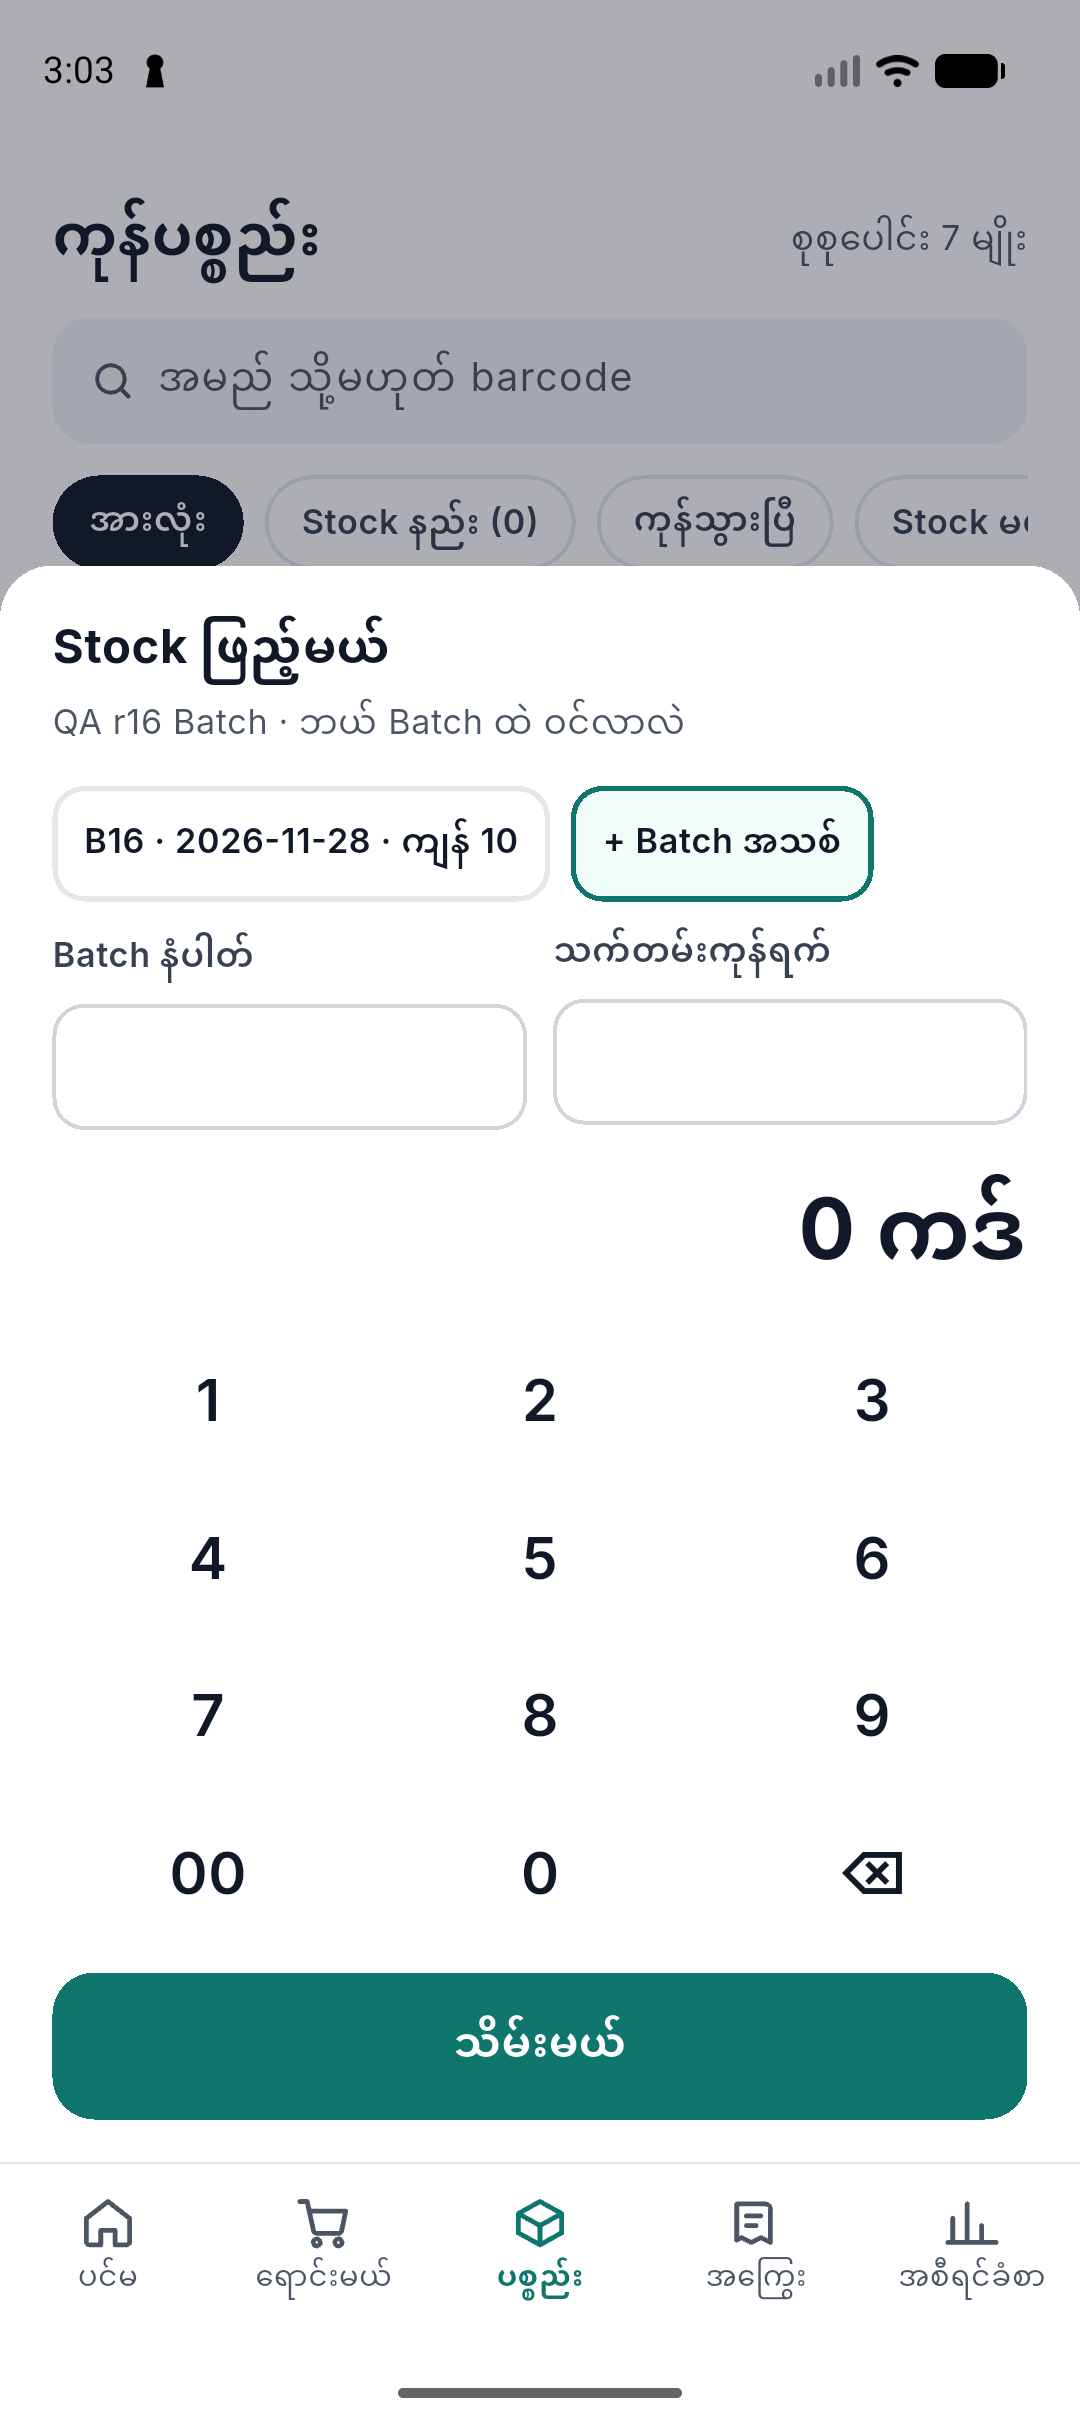 3:03
ကုန်ပစ္စည်း
စုစုပေါင်း 7 မျိုး
အမည် သို့မဟုတ် barcode
အားလုံး
Stock နည်း (0)
ကုန်သွားပြီ
Stock မ
Stock ဖြည့်မယ်
QA r16 Batch · ဘယ် Batch ထဲ ဝင်လာလဲ
B16 · 2026-11-28 · ကျန် 10
+ Batch အသစ်
Batch နံပါတ်
သက်တမ်းကုန်ရက်
0 ကဒ်
1 2 3
4 5 6
7 8 9
00 0
သိမ်းမယ်
ပင်မ
ရောင်းမယ်
ပစ္စည်း
အကြွေး
အစီရင်ခံစာ